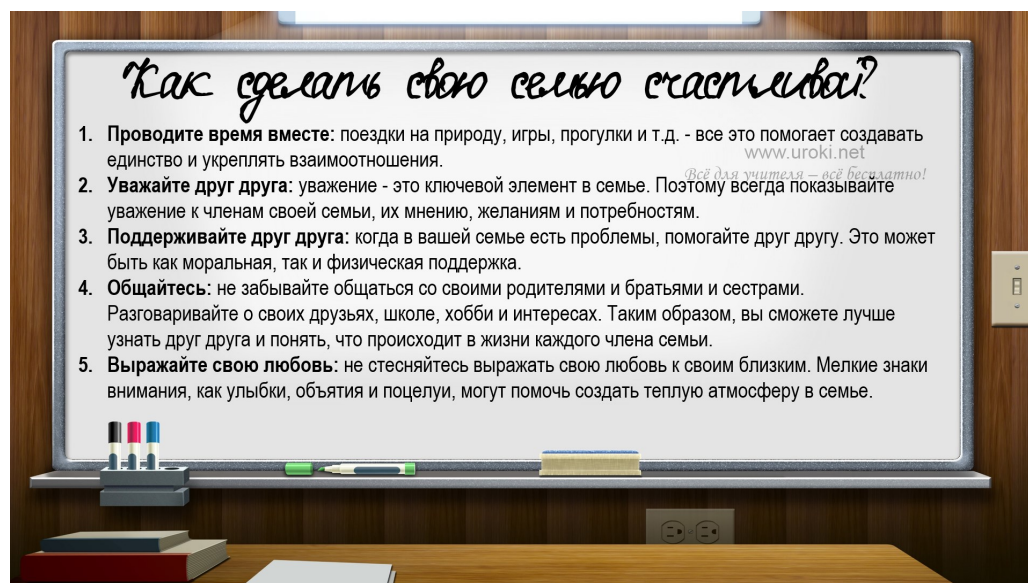 Как сделать свою семью счастливой?
1. Проводите время вместе: поездки на природу, игры, прогулки и т.д. - все это помогает создавать
единство и укреплять взаимоотношения.
www.uroki.net
Всё для учителя – всё бесплатно!
2. Уважайте друг друга: уважение - это ключевой элемент в семье. Поэтому всегда показывайте
уважение к членам своей семьи, их мнению, желаниям и потребностям.
3. Поддерживайте друг друга: когда в вашей семье есть проблемы, помогайте друг другу. Это может
быть как моральная, так и физическая поддержка.
4. Общайтесь: не забывайте общаться со своими родителями и братьями и сестрами.
Разговаривайте о своих друзьях, школе, хобби и интересах. Таким образом, вы сможете лучше
узнать друг друга и понять, что происходит в жизни каждого члена семьи.
5. Выражайте свою любовь: не стесняйтесь выражать свою любовь к своим близким. Мелкие знаки
внимания, как улыбки, объятия и поцелуи, могут помочь создать теплую атмосферу в семье.